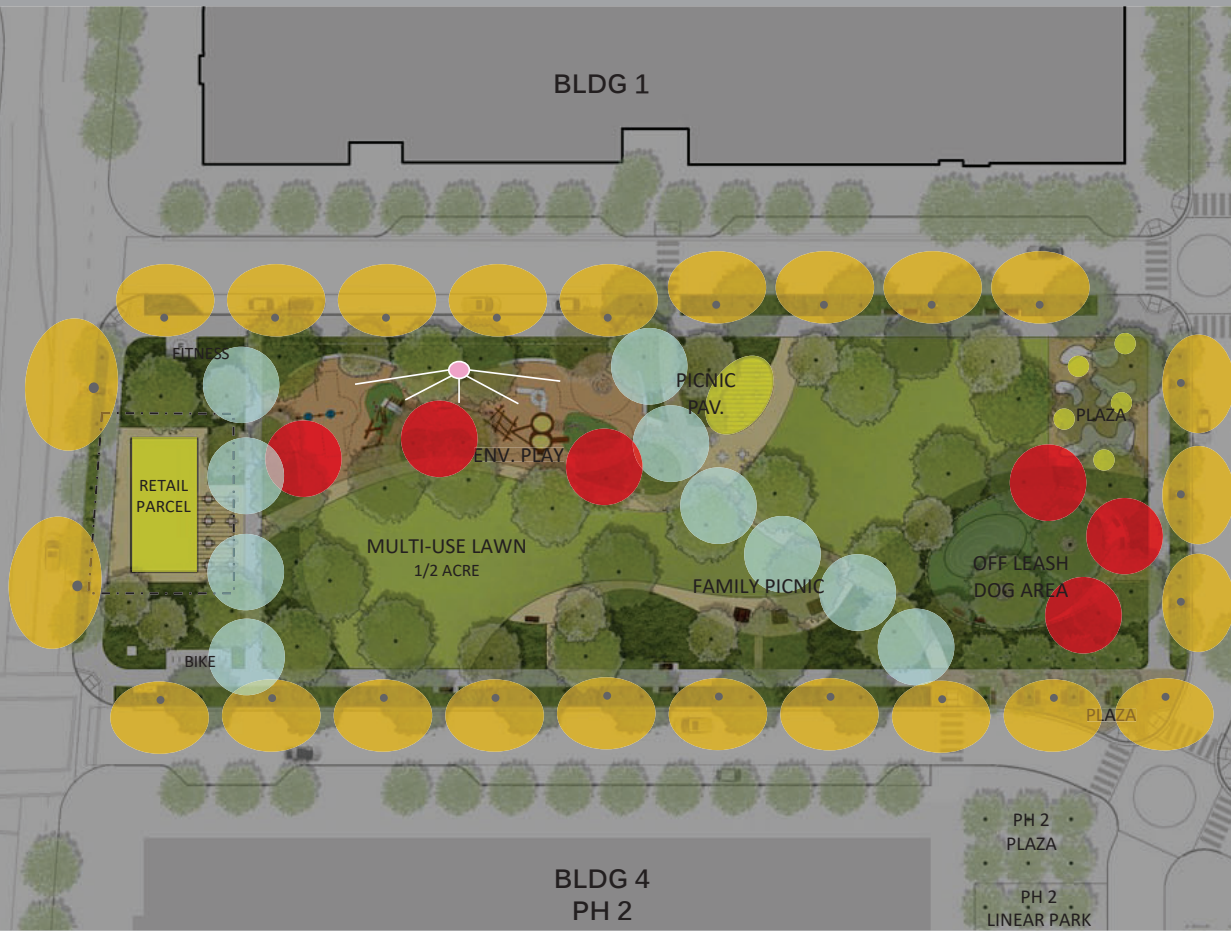 BLDG 1
FITNESS
PICNIC
PAV.
PLAZA
ENV. PLAY
RETAIL
PARCEL
MULTI-USE LAWN
1/2 ACRE
FAMILY PICNIC
OFF LEASH
DOG AREA
BIKE
PLAZA
PH 2
PLAZA
BLDG 4
PH 2
PH 2
LINEAR PARK